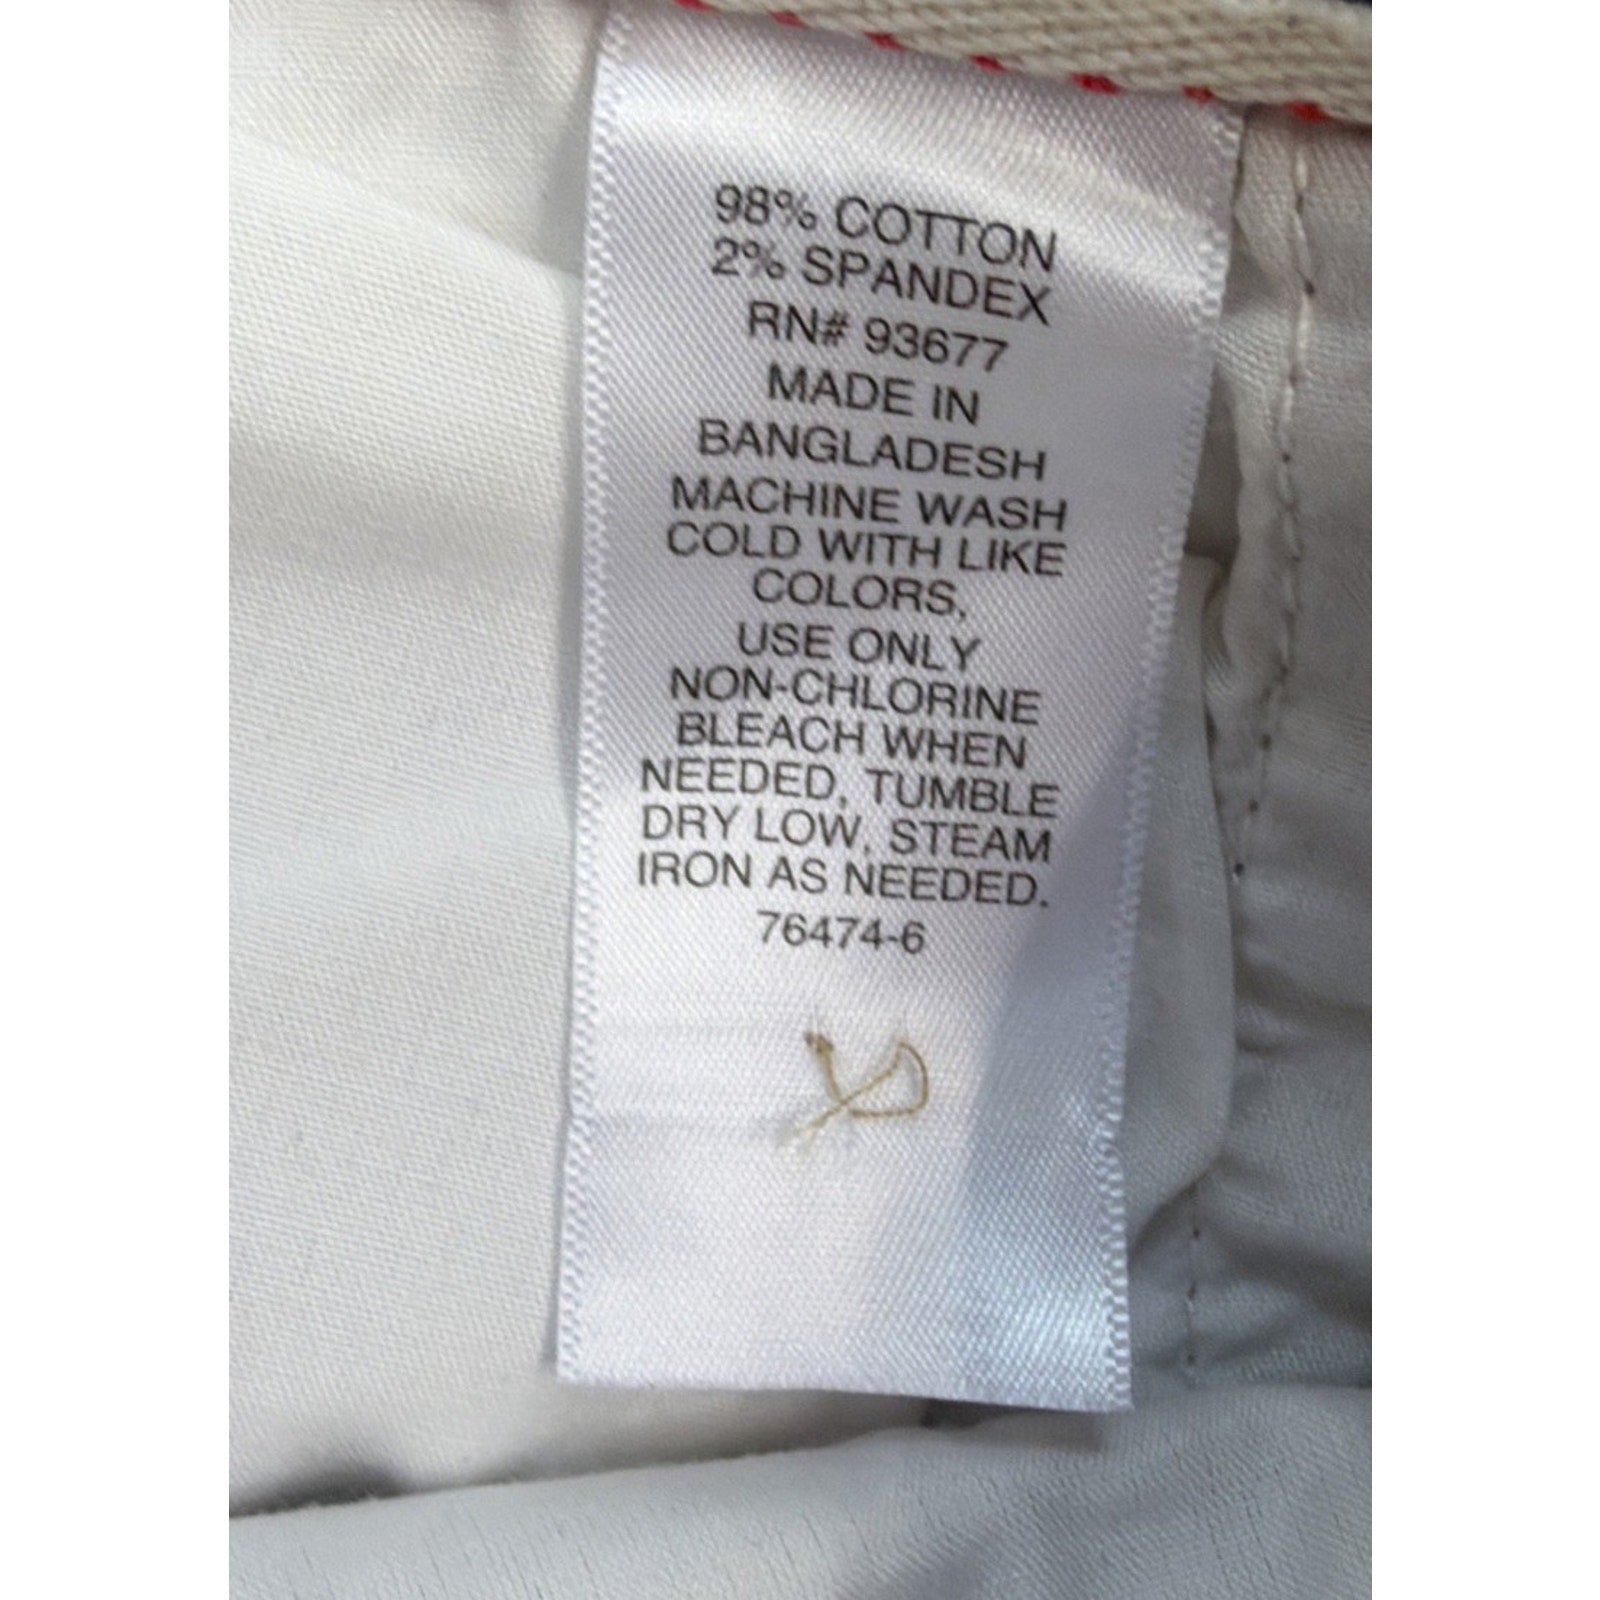 98% COTTON
2% SPANDEX
RN# 93677
MADE IN
BANGLADESH
MACHINE WASH
COLD WITH LIKE
COLORS,
USE ONLY
NON-CHLORINE
BLEACH WHEN
NEEDED, TUMBLE
DRY LOW, STEAM
IRON AS NEEDED.
76474-6